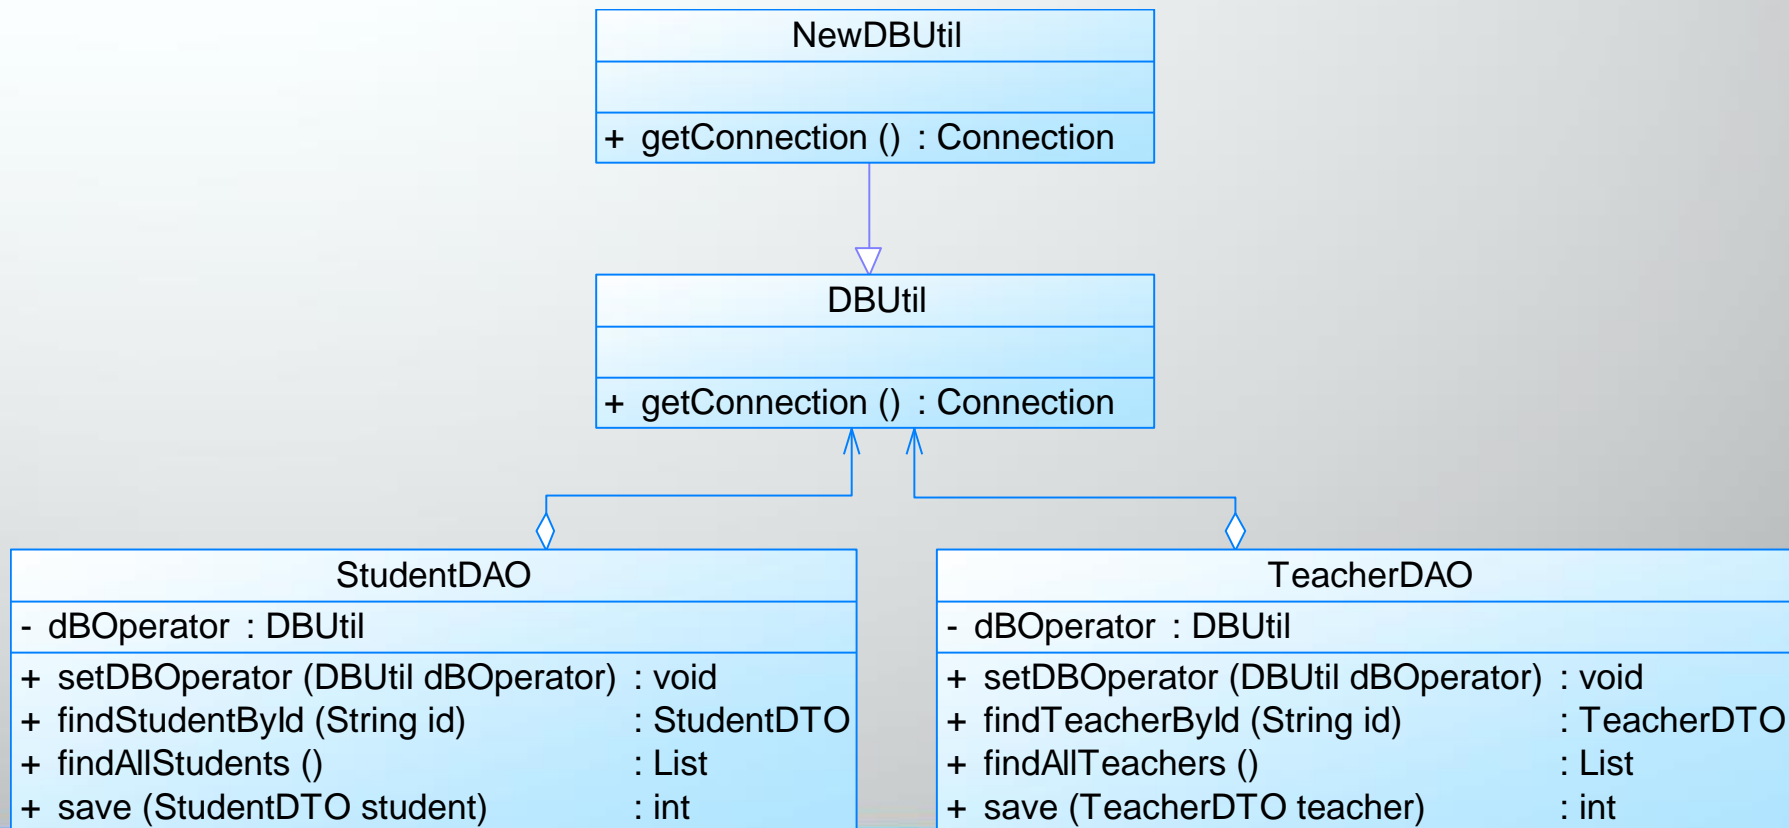 NewDBUtil
+ getConnection () : Connection
DBUtil
+ getConnection () : Connection
StudentDAO
- dBOperator : DBUtil
+ setDBOperator (DBUtil dBOperator) : void
+ findStudentById (String id) : StudentDTO
+ findAllStudents () : List
+ save (StudentDTO student) : int
TeacherDAO
- dBOperator : DBUtil
+ setDBOperator (DBUtil dBOperator) : void
+ findTeacherById (String id) : TeacherDTO
+ findAllTeachers () : List
+ save (TeacherDTO teacher) : int